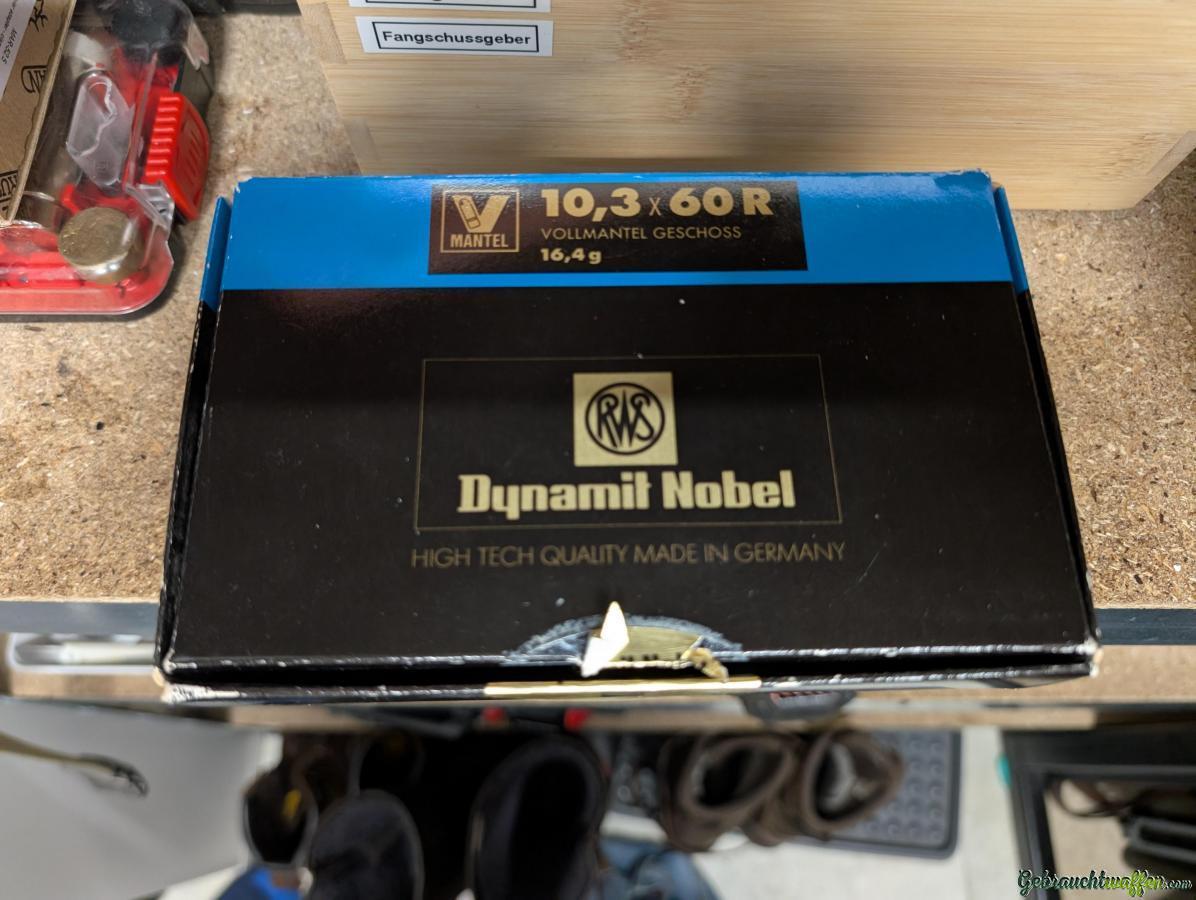 Fangschussgeber
V
MANTEL
10,3 x 60 R
VOLLMANTEL GESCHOSS
16,4 g
RWS
Dynamit Nobel
HIGH TECH QUALITY MADE IN GERMANY
Gebrauchtwaffen.com